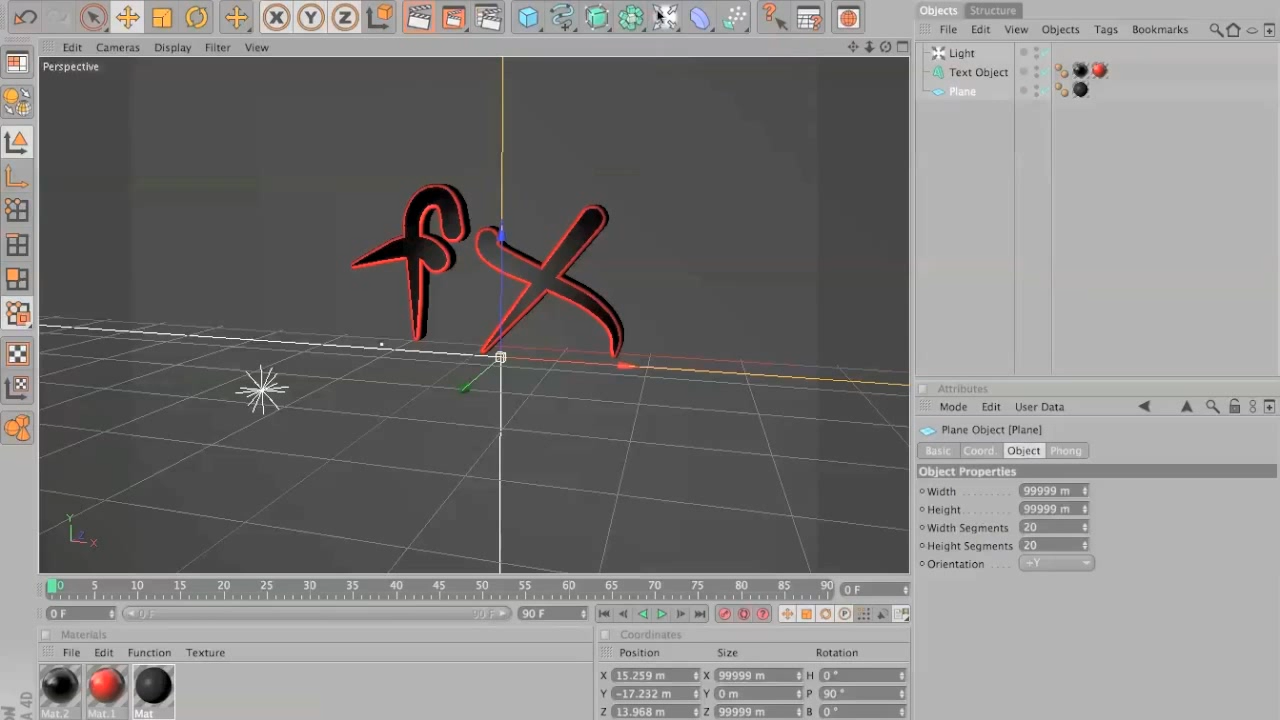 Objects Structure
Edit Cameras Display Filter View
File Edit View Objects Tags Bookmarks
Perspective
Light
Text Object
Plane
fx
Y
Z
X
Attributes
Mode Edit User Data
Plane Object [Plane]
Basic Coord. Object Phong
Object Properties
Width 99999 m
Height 99999 m
Width Segments 20
Height Segments 20
Orientation +Y
0 5 10 15 20 25 30 35 40 45 50 55 60 65 70 75 80 85 90 0 F
0 F 0 F 90 F 90 F
Materials Coordinates
File Edit Function Texture
Position Size Rotation
X 15.259 m X 99999 m H 0 °
Y -17.232 m Y 0 m P 90 °
Z 13.968 m Z 99999 m B 0 °
Mat.2 Mat.1 Mat